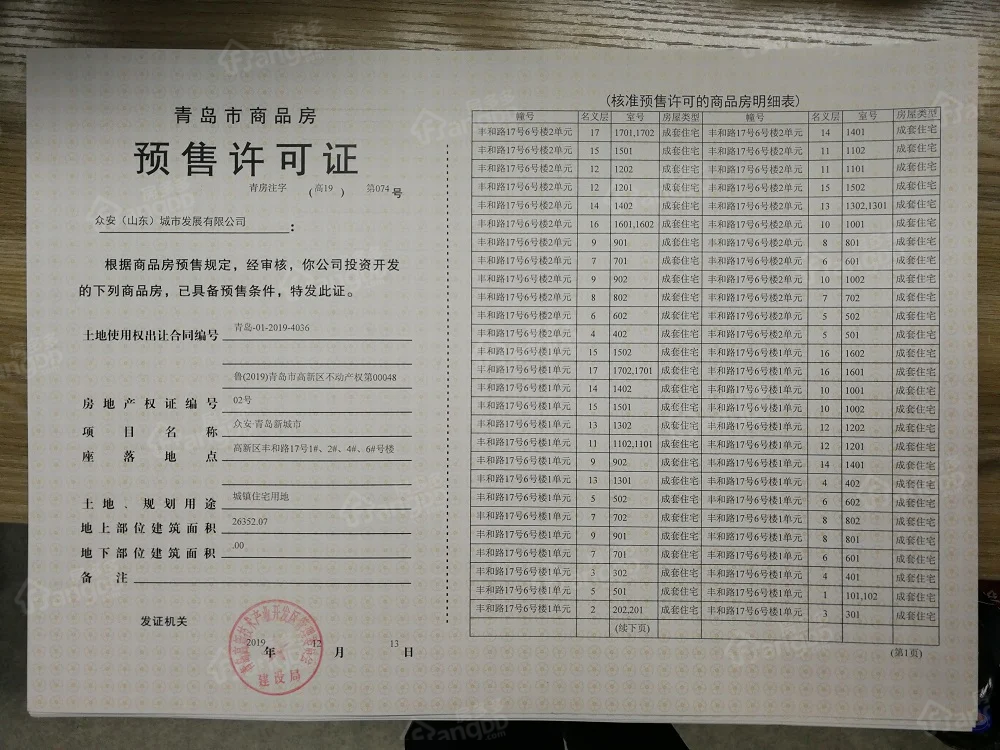 青岛市商品房
预售许可证
青房注字（高19）第074号
众安（山东）城市发展有限公司：
根据商品房预售规定，经审核，你公司投资开发
的下列商品房，已具备预售条件，特发此证。
土地使用权出让合同编号 青岛-01-2019-4036
鲁(2019)青岛市高新区不动产权第00048
房地产权证编号 02号
项目名称 众安·青岛新城市
座落地点 高新区丰和路17号1#、2#、4#、6#号楼
土地、规划用途 城镇住宅用地
地上部位建筑面积 26352.07
地下部位建筑面积 .00
备注
发证机关
2019年12月13日
建设局
(核准预售许可的商品房明细表)
幢号 名义层 室号 房屋类型 幢号 名义层 室号 房屋类型
丰和路17号6号楼2单元 17 1701,1702 成套住宅 丰和路17号6号楼2单元 14 1401 成套住宅
丰和路17号6号楼2单元 15 1501 成套住宅 丰和路17号6号楼2单元 11 1102 成套住宅
丰和路17号6号楼2单元 12 1202 成套住宅 丰和路17号6号楼2单元 11 1101 成套住宅
丰和路17号6号楼2单元 12 1201 成套住宅 丰和路17号6号楼2单元 15 1502 成套住宅
丰和路17号6号楼2单元 14 1402 成套住宅 丰和路17号6号楼2单元 13 1302,1301 成套住宅
丰和路17号6号楼2单元 16 1601,1602 成套住宅 丰和路17号6号楼2单元 10 1001 成套住宅
丰和路17号6号楼2单元 9 901 成套住宅 丰和路17号6号楼2单元 8 801 成套住宅
丰和路17号6号楼2单元 7 701 成套住宅 丰和路17号6号楼2单元 6 601 成套住宅
丰和路17号6号楼2单元 9 902 成套住宅 丰和路17号6号楼2单元 10 1002 成套住宅
丰和路17号6号楼2单元 8 802 成套住宅 丰和路17号6号楼2单元 7 702 成套住宅
丰和路17号6号楼2单元 6 602 成套住宅 丰和路17号6号楼2单元 5 502 成套住宅
丰和路17号6号楼2单元 4 402 成套住宅 丰和路17号6号楼2单元 5 501 成套住宅
丰和路17号6号楼1单元 15 1502 成套住宅 丰和路17号6号楼1单元 16 1602 成套住宅
丰和路17号6号楼1单元 17 1702,1701 成套住宅 丰和路17号6号楼1单元 16 1601 成套住宅
丰和路17号6号楼1单元 14 1402 成套住宅 丰和路17号6号楼1单元 10 1001 成套住宅
丰和路17号6号楼1单元 15 1501 成套住宅 丰和路17号6号楼1单元 10 1002 成套住宅
丰和路17号6号楼1单元 13 1302 成套住宅 丰和路17号6号楼1单元 12 1202 成套住宅
丰和路17号6号楼1单元 11 1102,1101 成套住宅 丰和路17号6号楼1单元 12 1201 成套住宅
丰和路17号6号楼1单元 9 902 成套住宅 丰和路17号6号楼1单元 14 1401 成套住宅
丰和路17号6号楼1单元 13 1301 成套住宅 丰和路17号6号楼1单元 4 402 成套住宅
丰和路17号6号楼1单元 5 502 成套住宅 丰和路17号6号楼1单元 6 602 成套住宅
丰和路17号6号楼1单元 7 702 成套住宅 丰和路17号6号楼1单元 8 802 成套住宅
丰和路17号6号楼1单元 9 901 成套住宅 丰和路17号6号楼1单元 8 801 成套住宅
丰和路17号6号楼1单元 7 701 成套住宅 丰和路17号6号楼1单元 6 601 成套住宅
丰和路17号6号楼1单元 3 302 成套住宅 丰和路17号6号楼1单元 4 401 成套住宅
丰和路17号6号楼1单元 5 501 成套住宅 丰和路17号6号楼1单元 1 101,102 成套住宅
丰和路17号6号楼1单元 2 202,201 成套住宅 丰和路17号6号楼1单元 3 301 成套住宅
(续下页)
(第1页)